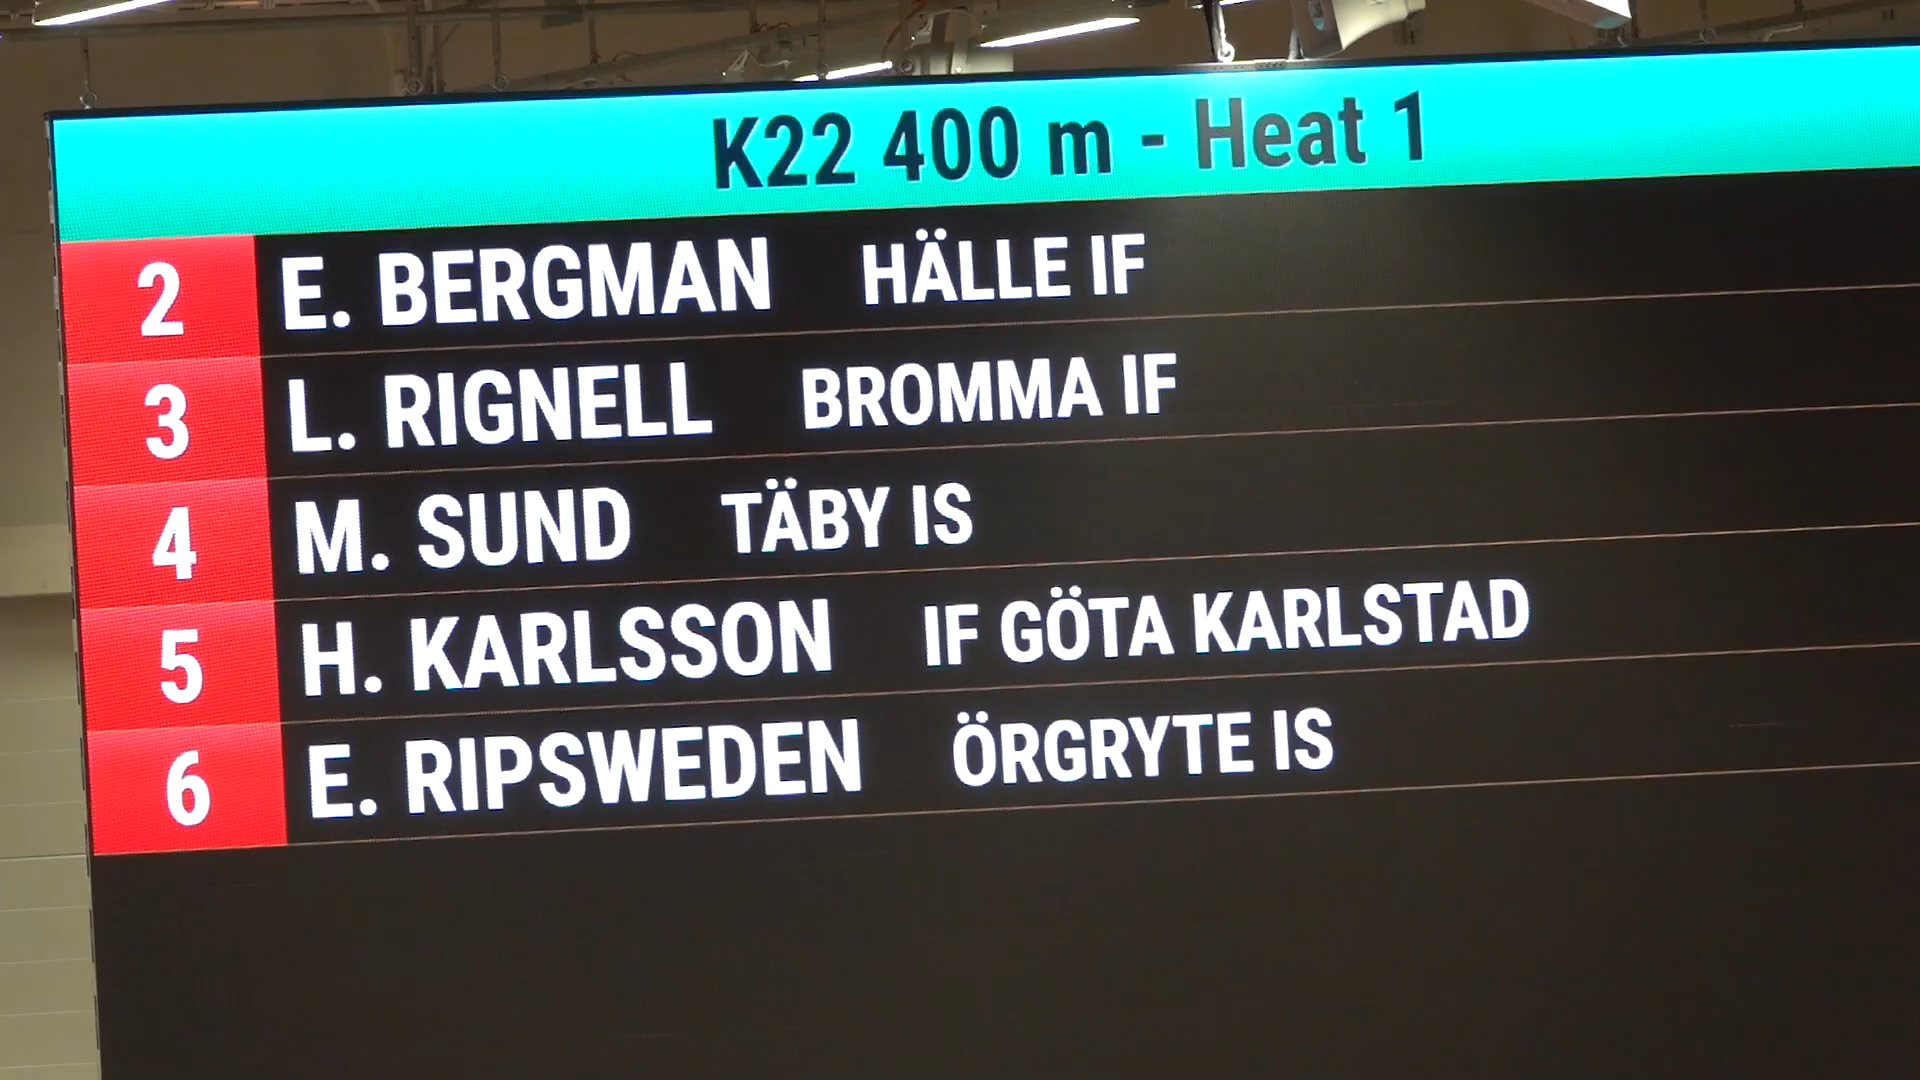 K22 400 m - Heat 1
2 E. BERGMAN HÄLLE IF
3 L. RIGNELL BROMMA IF
4 M. SUND TÄBY IS
5 H. KARLSSON IF GÖTA KARLSTAD
6 E. RIPSWEDEN ÖRGRYTE IS